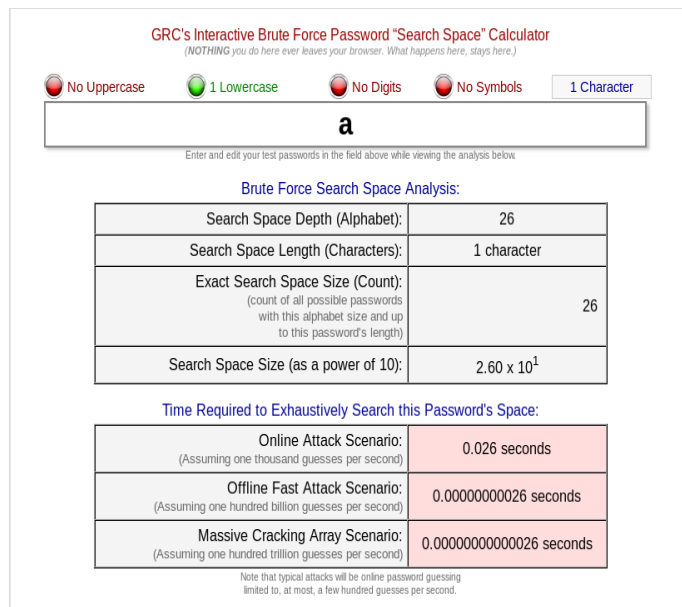 GRC's Interactive Brute Force Password “Search Space” Calculator
(NOTHING you do here ever leaves your browser. What happens here, stays here.)
No Uppercase 1 Lowercase No Digits No Symbols 1 Character
a
Enter and edit your test passwords in the field above while viewing the analysis below.
Brute Force Search Space Analysis:
Search Space Depth (Alphabet): 26
Search Space Length (Characters): 1 character
Exact Search Space Size (Count):
(count of all possible passwords
with this alphabet size and up
to this password's length)
26
Search Space Size (as a power of 10): 2.60 x 10¹
Time Required to Exhaustively Search this Password's Space:
Online Attack Scenario:
(Assuming one thousand guesses per second)
0.026 seconds
Offline Fast Attack Scenario:
(Assuming one hundred billion guesses per second)
0.00000000026 seconds
Massive Cracking Array Scenario:
(Assuming one hundred trillion guesses per second)
0.00000000000026 seconds
Note that typical attacks will be online password guessing
limited to, at most, a few hundred guesses per second.